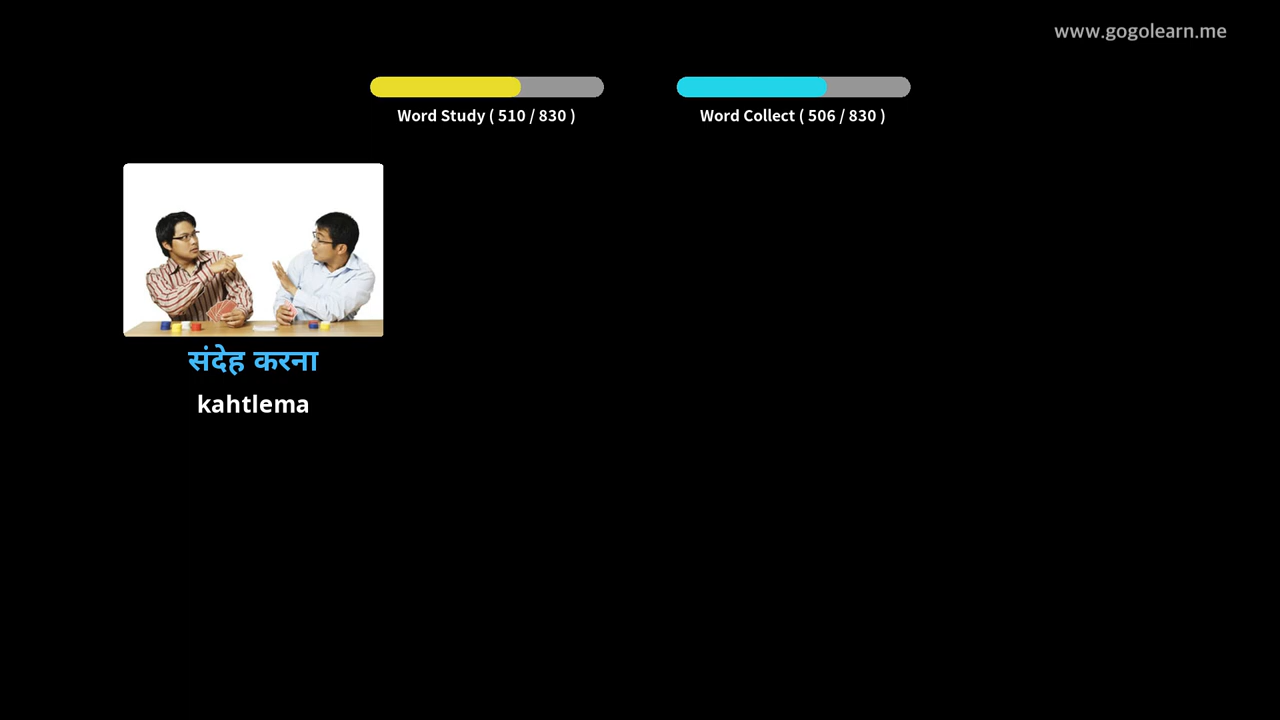 www.gogolearn.me
Word Study ( 510 / 830 )
Word Collect ( 506 / 830 )
संदेह करना
kahtlema